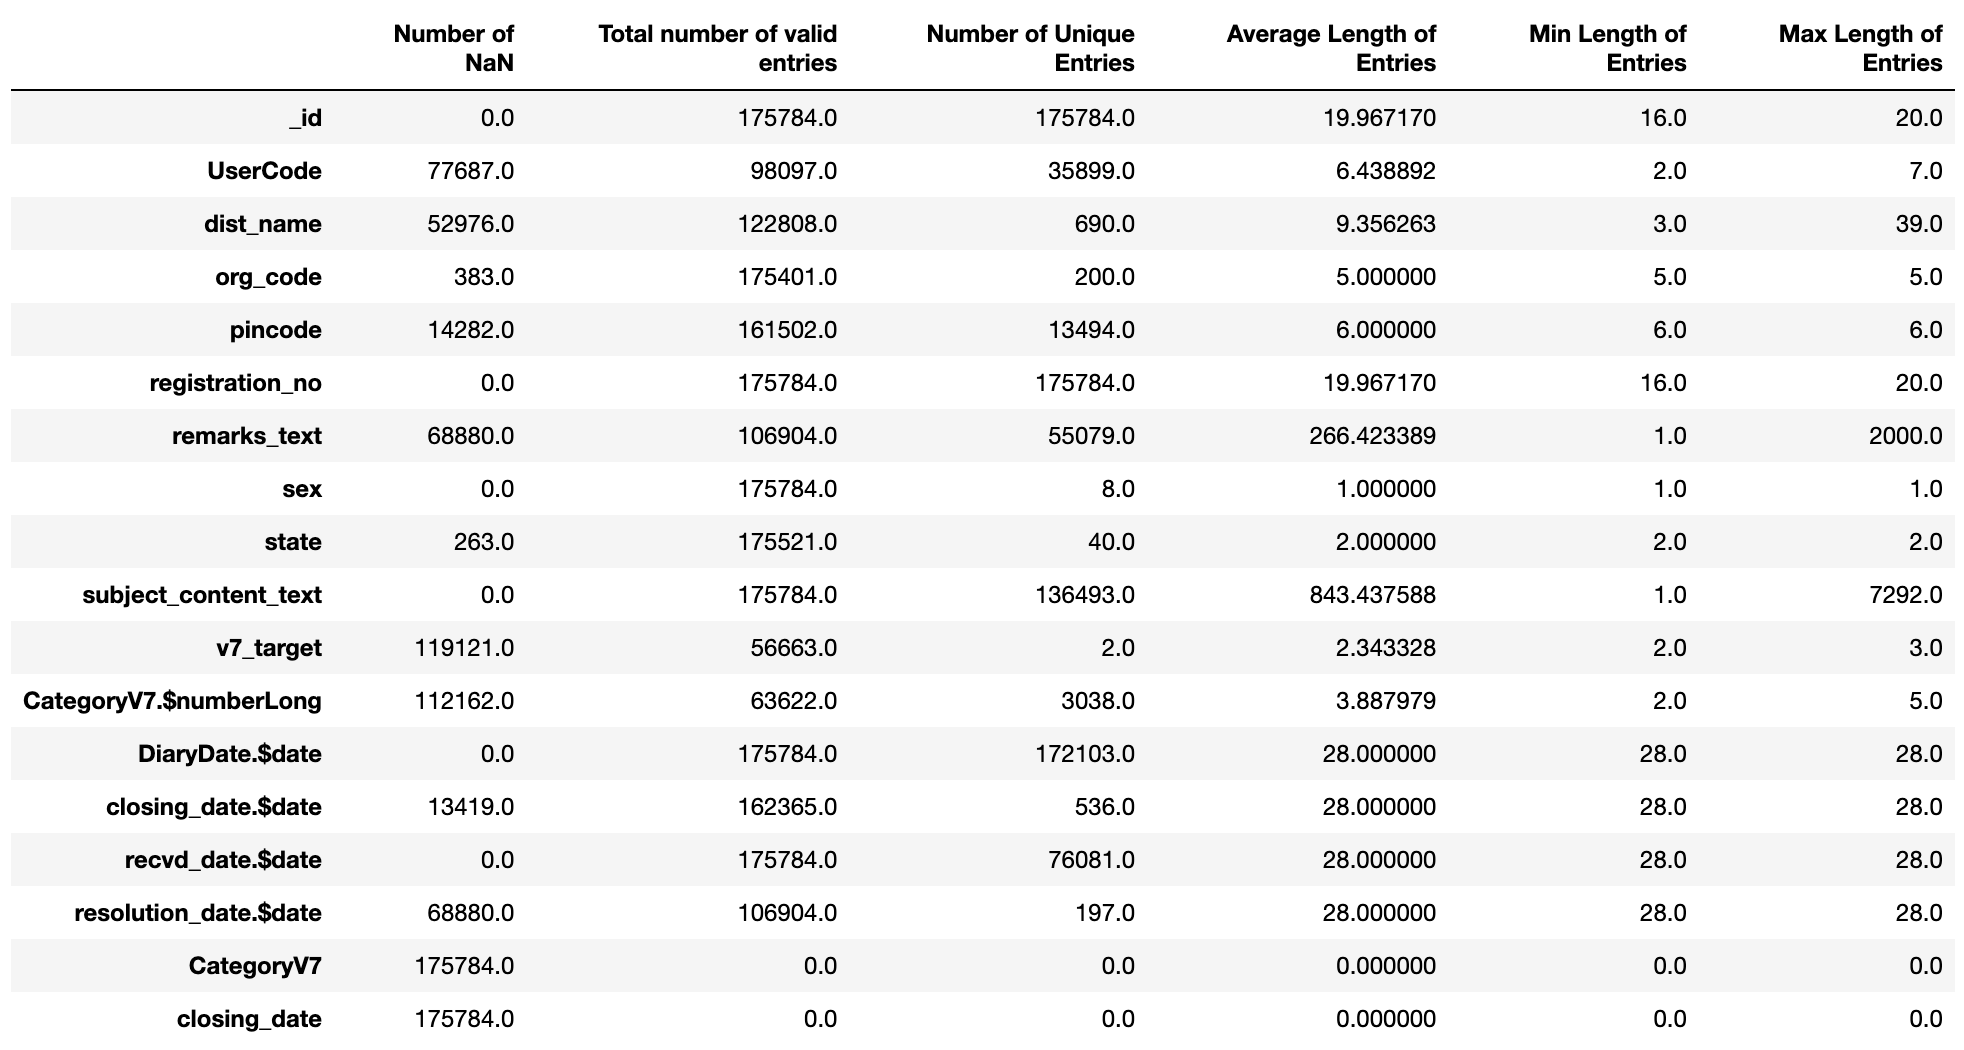 Number of NaN Total number of valid entries Number of Unique Entries Average Length of Entries Min Length of Entries Max Length of Entries
_id 0.0 175784.0 175784.0 19.967170 16.0 20.0
UserCode 77687.0 98097.0 35899.0 6.438892 2.0 7.0
dist_name 52976.0 122808.0 690.0 9.356263 3.0 39.0
org_code 383.0 175401.0 200.0 5.000000 5.0 5.0
pincode 14282.0 161502.0 13494.0 6.000000 6.0 6.0
registration_no 0.0 175784.0 175784.0 19.967170 16.0 20.0
remarks_text 68880.0 106904.0 55079.0 266.423389 1.0 2000.0
sex 0.0 175784.0 8.0 1.000000 1.0 1.0
state 263.0 175521.0 40.0 2.000000 2.0 2.0
subject_content_text 0.0 175784.0 136493.0 843.437588 1.0 7292.0
v7_target 119121.0 56663.0 2.0 2.343328 2.0 3.0
CategoryV7.$numberLong 112162.0 63622.0 3038.0 3.887979 2.0 5.0
DiaryDate.$date 0.0 175784.0 172103.0 28.000000 28.0 28.0
closing_date.$date 13419.0 162365.0 536.0 28.000000 28.0 28.0
recvd_date.$date 0.0 175784.0 76081.0 28.000000 28.0 28.0
resolution_date.$date 68880.0 106904.0 197.0 28.000000 28.0 28.0
CategoryV7 175784.0 0.0 0.0 0.000000 0.0 0.0
closing_date 175784.0 0.0 0.0 0.000000 0.0 0.0